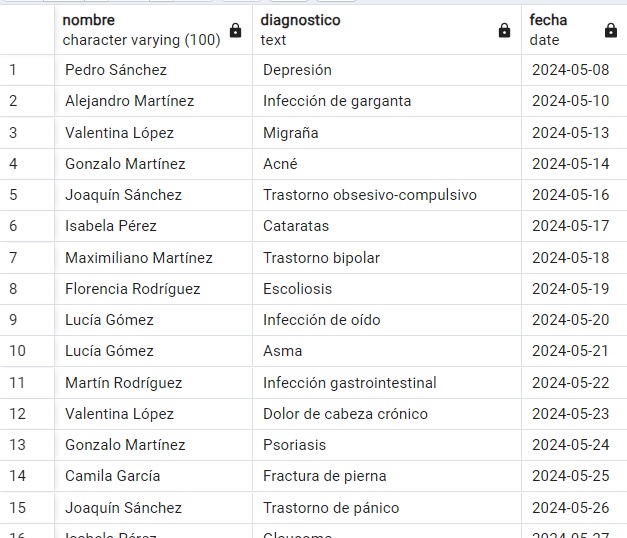 nombre diagnostico fecha
character varying (100) text date
1 Pedro Sánchez Depresión 2024-05-08
2 Alejandro Martínez Infección de garganta 2024-05-10
3 Valentina López Migraña 2024-05-13
4 Gonzalo Martínez Acné 2024-05-14
5 Joaquín Sánchez Trastorno obsesivo-compulsivo 2024-05-16
6 Isabela Pérez Cataratas 2024-05-17
7 Maximiliano Martínez Trastorno bipolar 2024-05-18
8 Florencia Rodríguez Escoliosis 2024-05-19
9 Lucía Gómez Infección de oído 2024-05-20
10 Lucía Gómez Asma 2024-05-21
11 Martín Rodríguez Infección gastrointestinal 2024-05-22
12 Valentina López Dolor de cabeza crónico 2024-05-23
13 Gonzalo Martínez Psoriasis 2024-05-24
14 Camila García Fractura de pierna 2024-05-25
15 Joaquín Sánchez Trastorno de pánico 2024-05-26
16 Isabela Pérez Glaucoma 2024-05-27